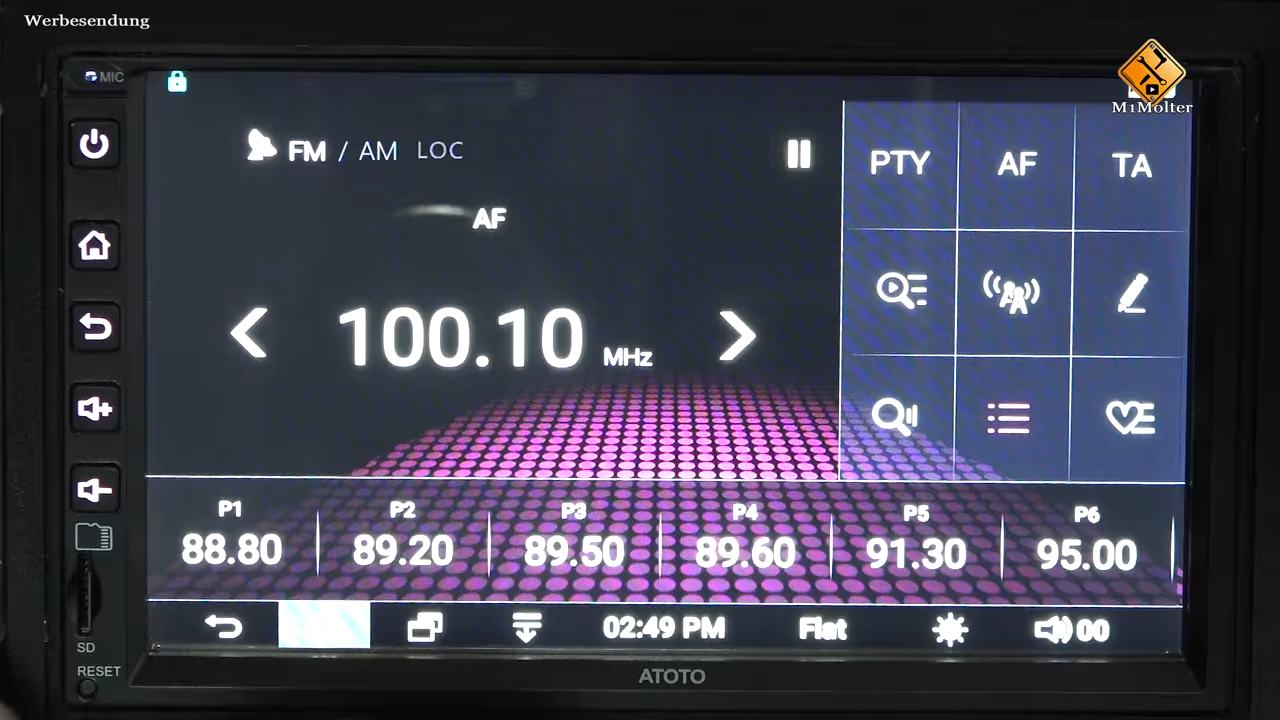 Werbesendung
M1Molter
MIC
FM / AM LOC
AF
100.10 MHz
PTY AF TA
P1 P2 P3 P4 P5 P6
88.80 89.20 89.50 89.60 91.30 95.00
02:49 PM Flat 00
SD
RESET
ATOTO